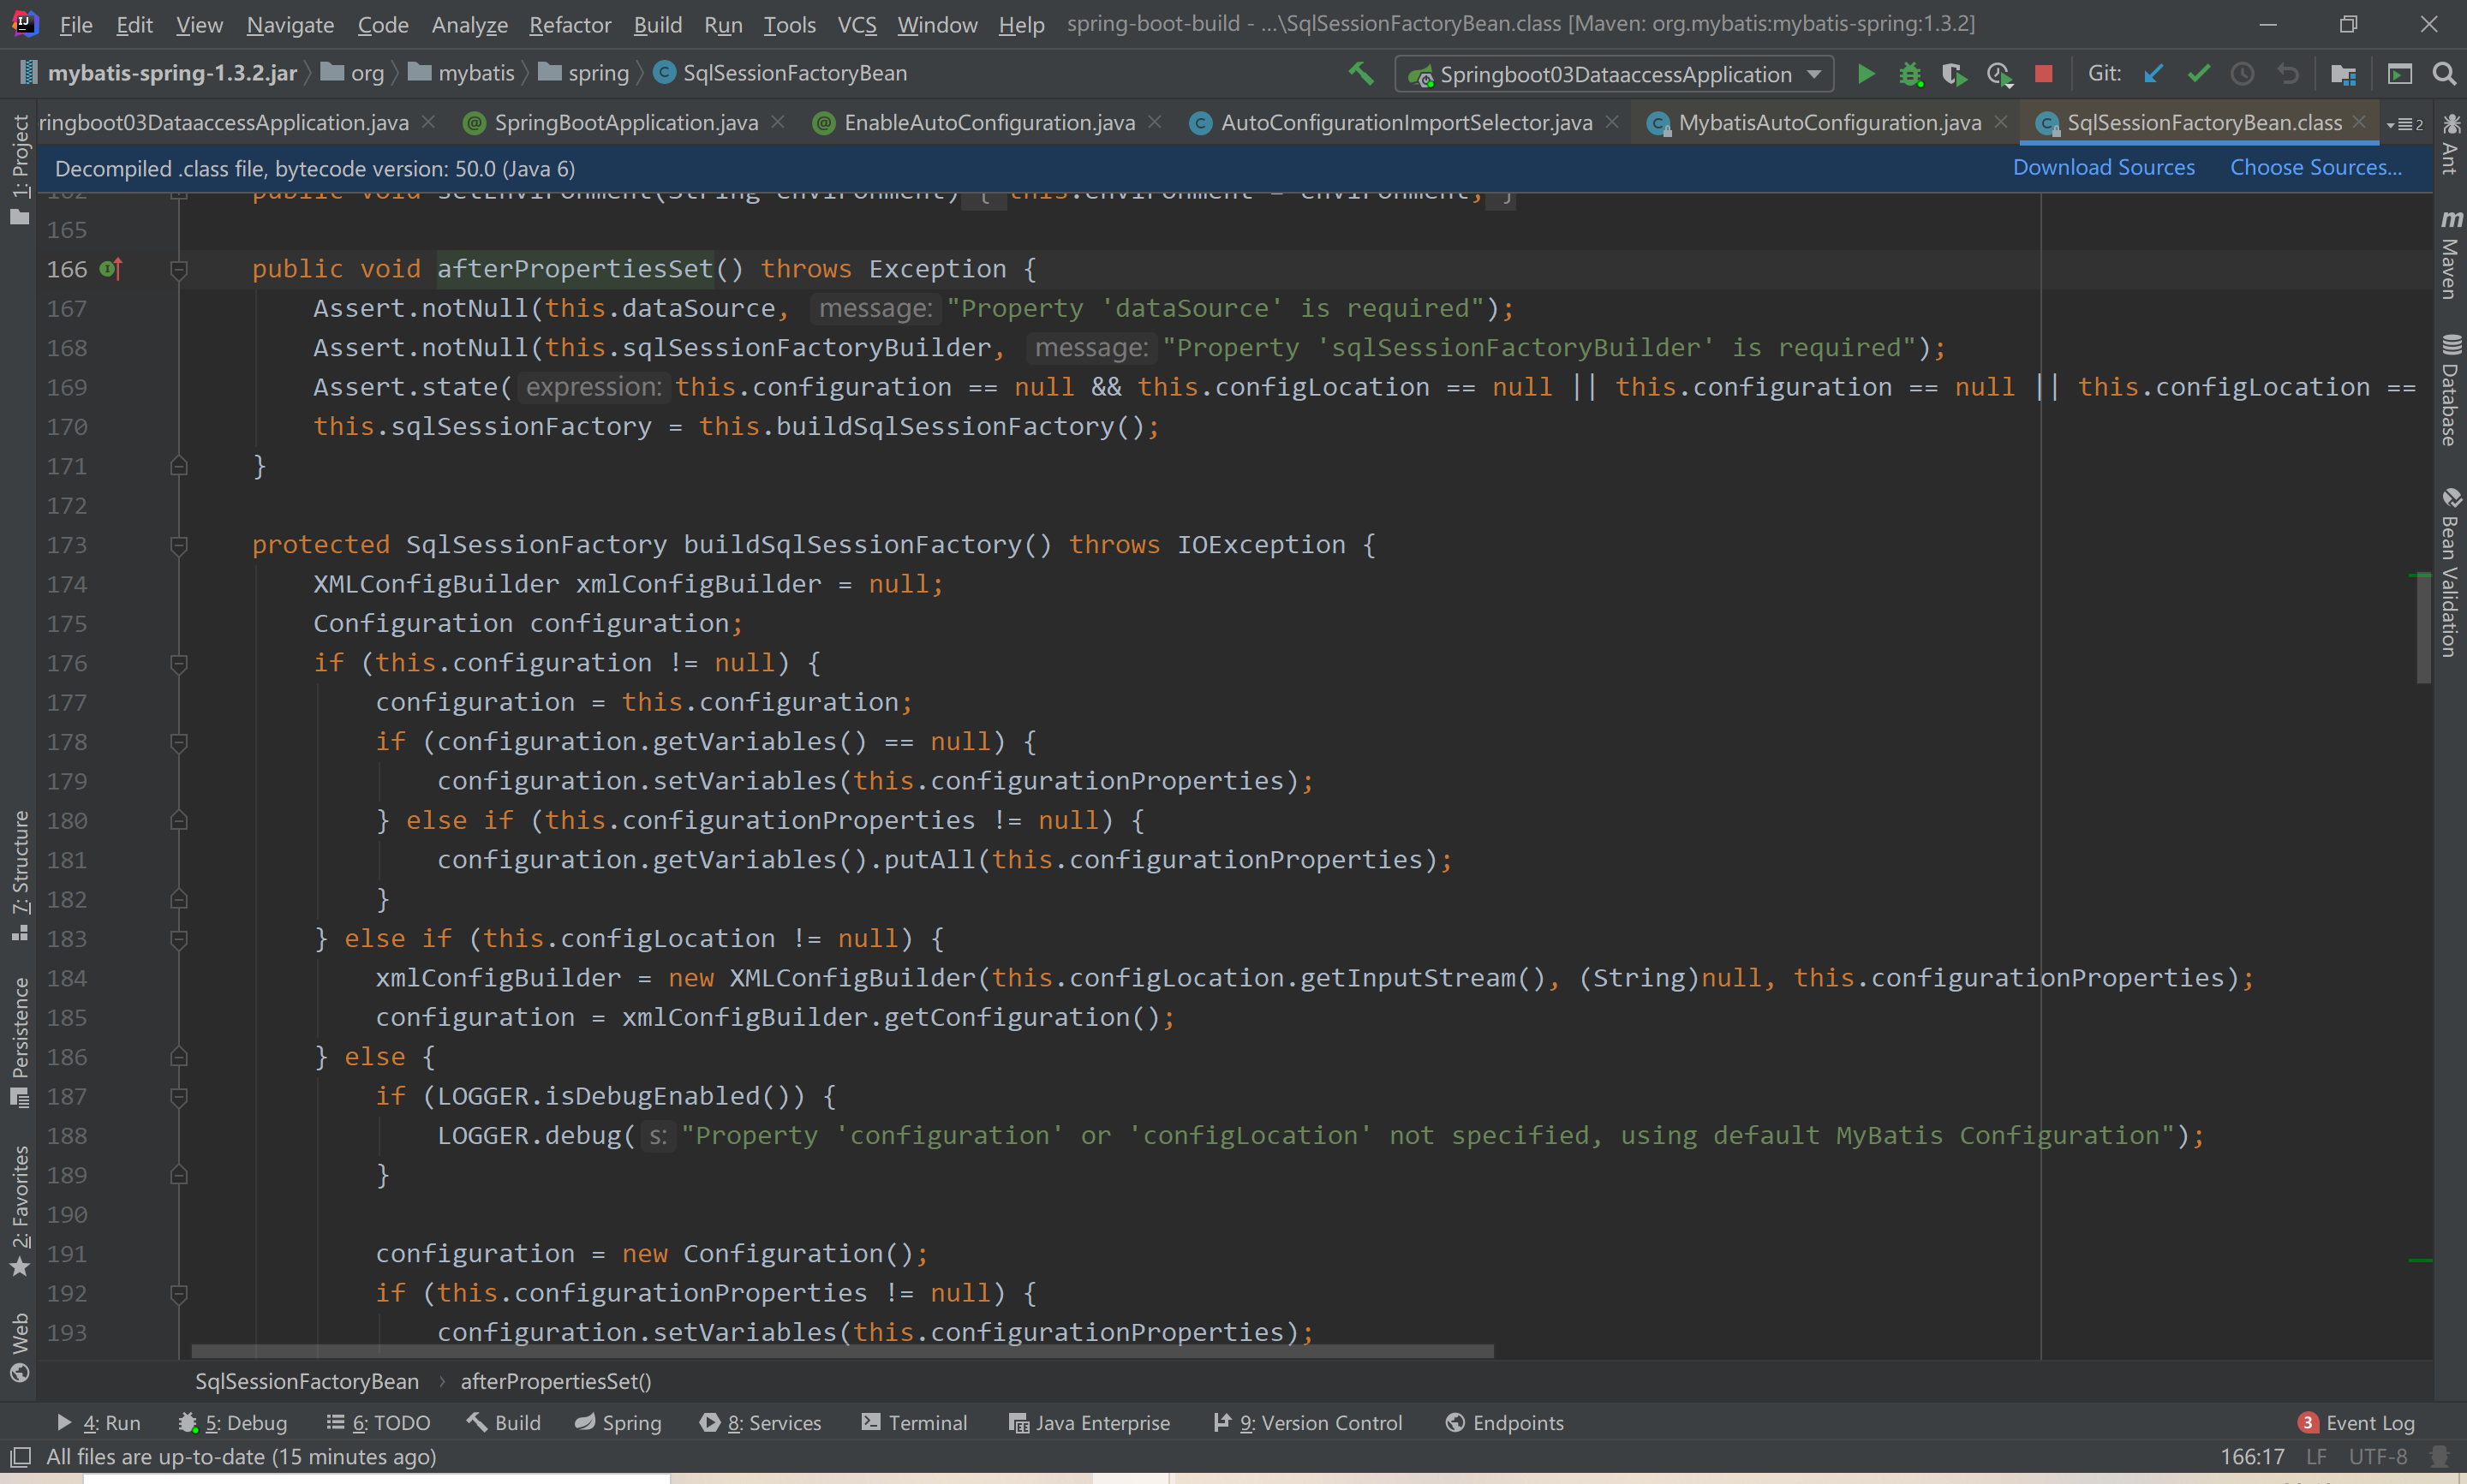 File Edit View Navigate Code Analyze Refactor Build Run Tools VCS Window Help spring-boot-build - ...\SqlSessionFactoryBean.class [Maven: org.mybatis:mybatis-spring:1.3.2]
mybatis-spring-1.3.2.jar org mybatis spring SqlSessionFactoryBean Springboot03DataaccessApplication Git:
ringboot03DataaccessApplication.java SpringBootApplication.java EnableAutoConfiguration.java AutoConfigurationImportSelector.java MybatisAutoConfiguration.java SqlSessionFactoryBean.class 2
Decompiled .class file, bytecode version: 50.0 (Java 6) Download Sources Choose Sources...
162 public void setEnvironment(String environment) { this.environment = environment; }
165
166 public void afterPropertiesSet() throws Exception {
167 Assert.notNull(this.dataSource, message: "Property 'dataSource' is required");
168 Assert.notNull(this.sqlSessionFactoryBuilder, message: "Property 'sqlSessionFactoryBuilder' is required");
169 Assert.state( expression: this.configuration == null && this.configLocation == null || this.configuration == null || this.configLocation ==
170 this.sqlSessionFactory = this.buildSqlSessionFactory();
171 }
172
173 protected SqlSessionFactory buildSqlSessionFactory() throws IOException {
174 XMLConfigBuilder xmlConfigBuilder = null;
175 Configuration configuration;
176 if (this.configuration != null) {
177 configuration = this.configuration;
178 if (configuration.getVariables() == null) {
179 configuration.setVariables(this.configurationProperties);
180 } else if (this.configurationProperties != null) {
181 configuration.getVariables().putAll(this.configurationProperties);
182 }
183 } else if (this.configLocation != null) {
184 xmlConfigBuilder = new XMLConfigBuilder(this.configLocation.getInputStream(), (String)null, this.configurationProperties);
185 configuration = xmlConfigBuilder.getConfiguration();
186 } else {
187 if (LOGGER.isDebugEnabled()) {
188 LOGGER.debug( s: "Property 'configuration' or 'configLocation' not specified, using default MyBatis Configuration");
189 }
190
191 configuration = new Configuration();
192 if (this.configurationProperties != null) {
193 configuration.setVariables(this.configurationProperties);
SqlSessionFactoryBean › afterPropertiesSet()
1: Project
7: Structure
Persistence
2: Favorites
Web
Ant
m Maven
Database
Bean Validation
4: Run 5: Debug 6: TODO Build Spring 8: Services Terminal Java Enterprise 9: Version Control Endpoints 3 Event Log
All files are up-to-date (15 minutes ago) 166:17 LF UTF-8